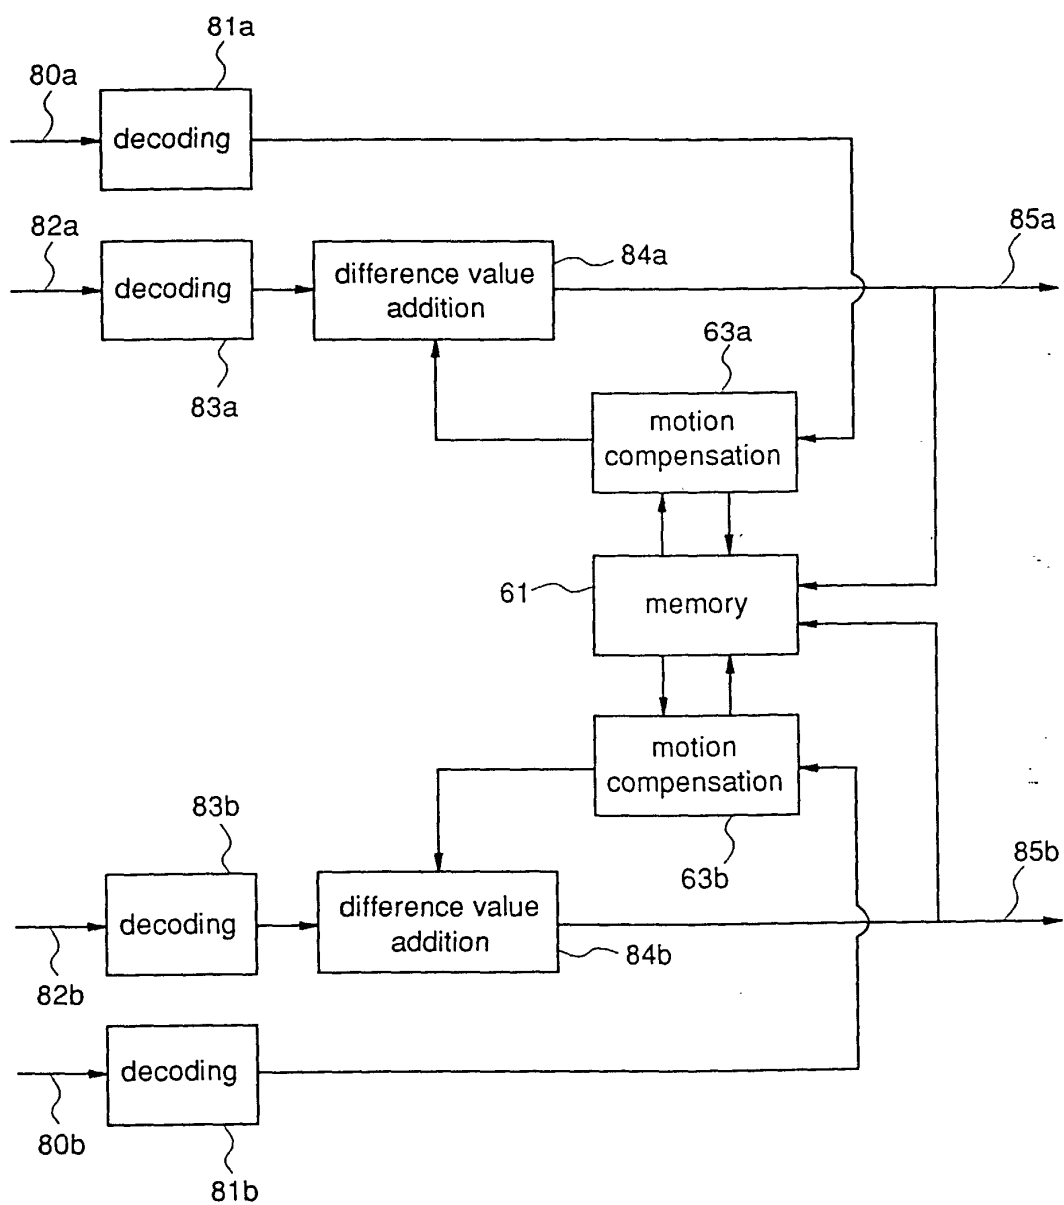 81a
80a
decoding
82a
85a
84a
decoding
difference value
addition
63a
83a
motion
compensation
61
memory
motion
compensation
83b
63b
85b
decoding
difference value
addition
84b
82b
decoding
80b
81b